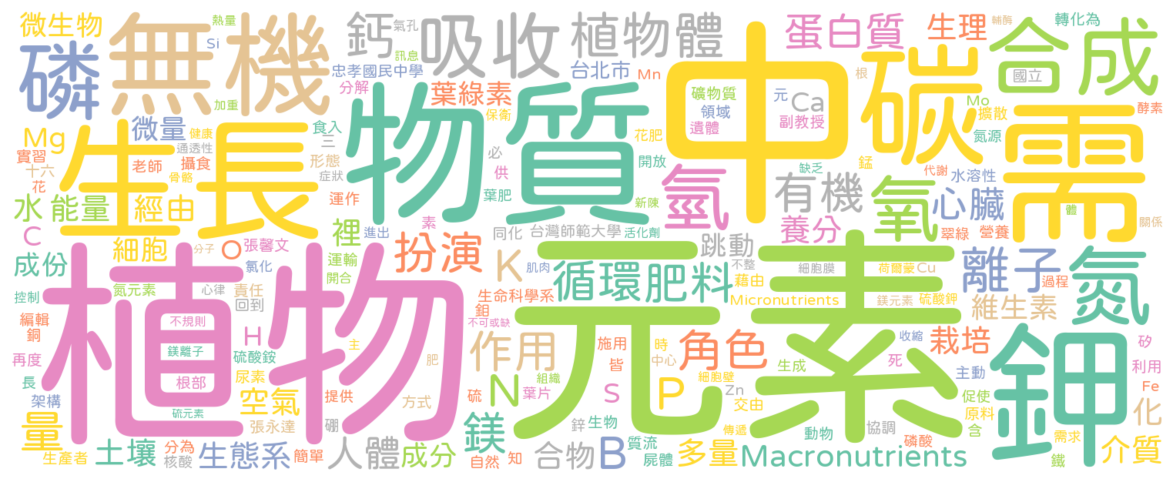 微生物
熱量
氣孔
無機
鈣
吸收
植物體
蛋白質
生理
轉化為
輔酶
合成
磷
Si
忠孝國民中學
訊息
台北市
Mn
礦物質
元
Ca
根
國立
Mo
擴散
酵素
分解
葉綠素
保衛
領域
副教授
氮源
加重
Mg
微量
健康
食入
花肥
遺體
中
碳
需
實習
通透性
三
必
物質
老師
攝食
形態
供
開放
缺乏
錳
代謝
水溶性
十六
骨骼
症狀
葉肥
新陳
氫
有機
氧
心臟
體
花
生長
運作
素
水
能量
經由
裡
進出
同化
台灣師範大學
活化劑
養分
翠綠
營養
關係
C
細胞
O
張馨文
分子
運輸
扮演
跳動
成份
氯化
開合
K
肌肉
循環肥料
不整
細胞膜
荷爾蒙
Cu
離子
過程
氮
控制
氮元素
心律
責任
生命科學系
藉由
Micronutrients
鎂元素
硫酸鉀
維生素
編輯
回到
鉬
銅
植物
不規則
H
不可或缺
元素
收縮
矽
再度
鎂離子
硫酸銨
主
作用
施用
時
角色
栽培
鉀
長
根部
尿素
肥
組織
皆
中心
生成
死
主動
利用
架構
空氣
提供
N
S
P
細胞壁
Zn
促使
Fe
量
硫元素
張永達
方式
硫
葉片
交由
原料
化
硼
鎂
鋅
生物
傳遞
動物
協調
含
土壤
分為
人體
成分
質流
磷酸
需求
生產者
核酸
生態系
簡單
自然
知
合物
B
屍體
多量
Macronutrients
鐵
介質